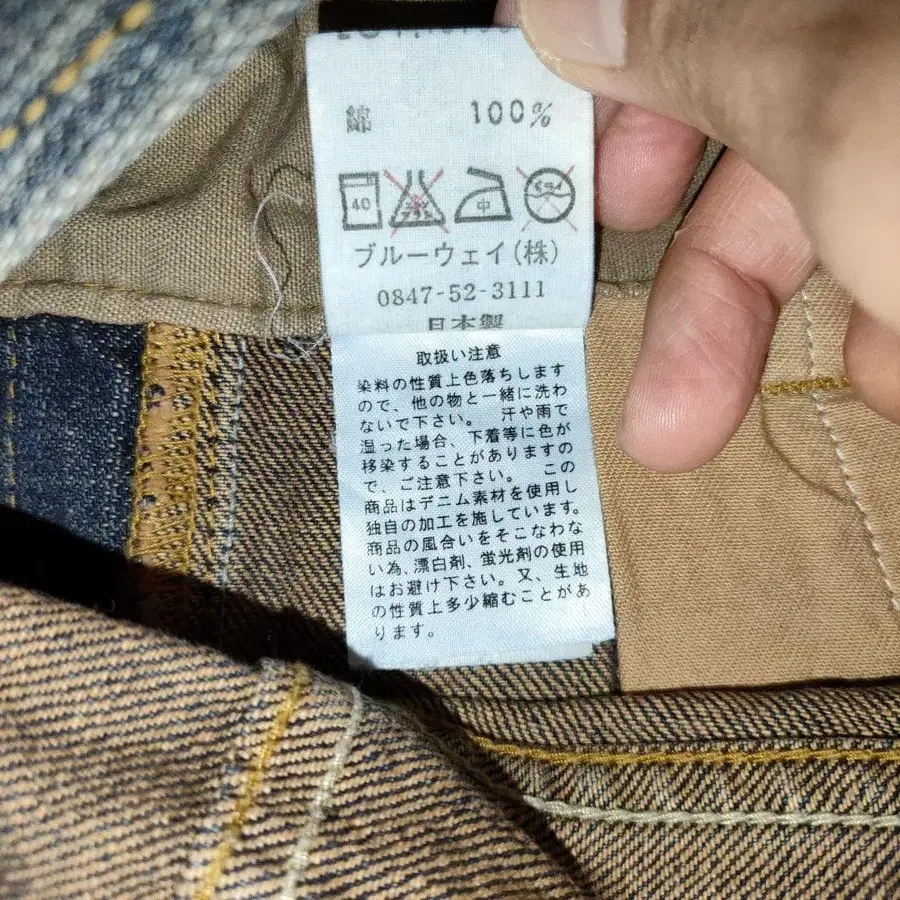 綿 100%
40 中
ブルーウェイ(株)
0847-52-3111
日本製
取扱い注意
染料の性質上色落ちします
ので、他の物と一緒に洗わ
ないで下さい。 汗や雨で
湿った場合、下着等に色が
移染することがありますの
で、ご注意下さい。 この
商品はデニム素材を使用し
独自の加工を施しています。
商品の風合いをそこなわな
い為、漂白剤、蛍光剤の使用
はお避け下さい。又、生地
の性質上多少縮むことがあ
ります。